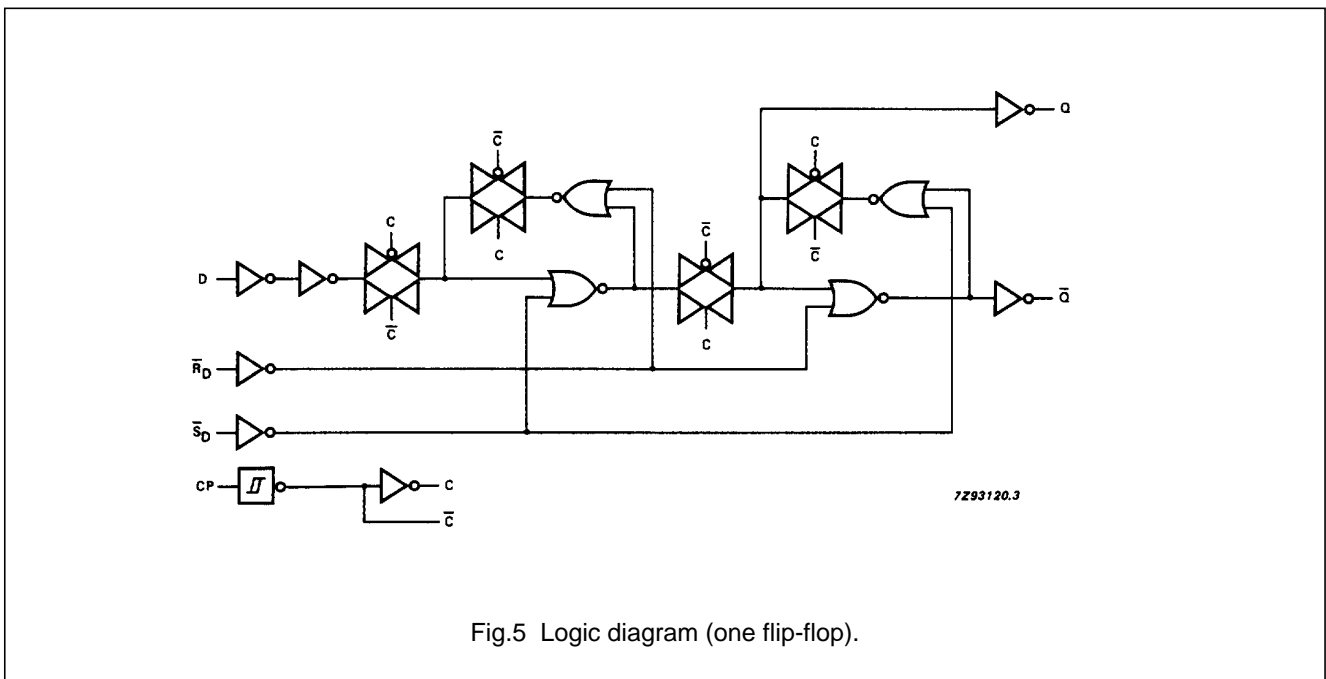 Q
C̅ C
C
D
C̅ C C̅ Q̅
C̅ C
R̅D
S̅D
CP C
C̅
7Z93120.3
Fig.5 Logic diagram (one flip-flop).